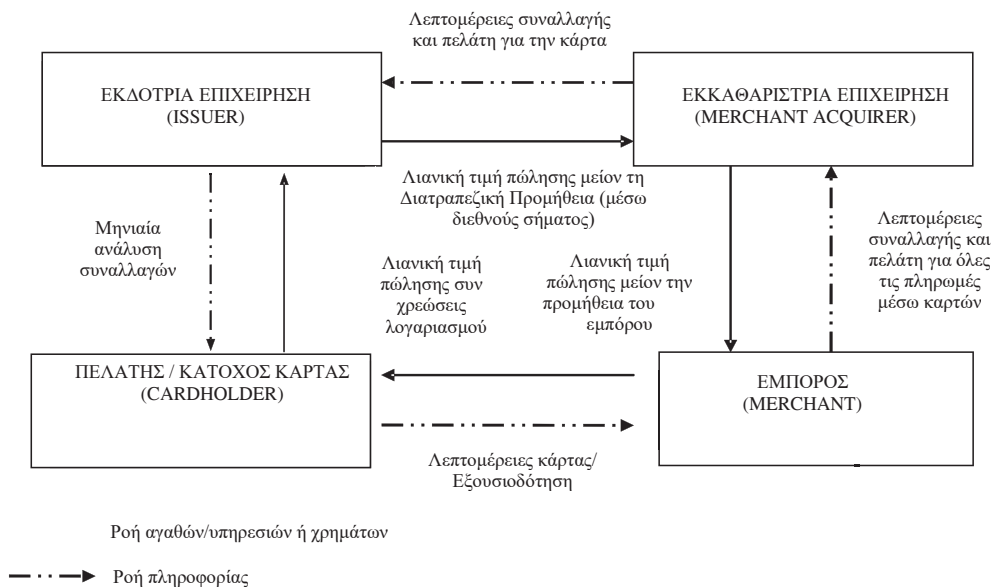 Λεπτομέρειες συναλλαγής
και πελάτη για την κάρτα
ΕΚΔΟΤΡΙΑ ΕΠΙΧΕΙΡΗΣΗ
(ISSUER)
ΕΚΚΑΘΑΡΙΣΤΡΙΑ ΕΠΙΧΕΙΡΗΣΗ
(MERCHANT ACQUIRER)
Λιανική τιμή πώλησης μείον τη
Διατραπεζική Προμήθεια (μέσω
διεθνούς σήματος)
Μηνιαία
ανάλυση
συναλλαγών
Λιανική τιμή
πώλησης συν
χρεώσεις
λογαριασμού
Λιανική τιμή
πώλησης μείον την
προμήθεια του
εμπόρου
Λεπτομέρειες
συναλλαγής και
πελάτη για όλες
τις πληρωμές
μέσω καρτών
ΠΕΛΑΤΗΣ / ΚΑΤΟΧΟΣ ΚΑΡΤΑΣ
(CARDHOLDER)
ΕΜΠΟΡΟΣ
(MERCHANT)
Λεπτομέρειες κάρτας/
Εξουσιοδότηση
Ροή αγαθών/υπηρεσιών ή χρημάτων
Ροή πληροφορίας